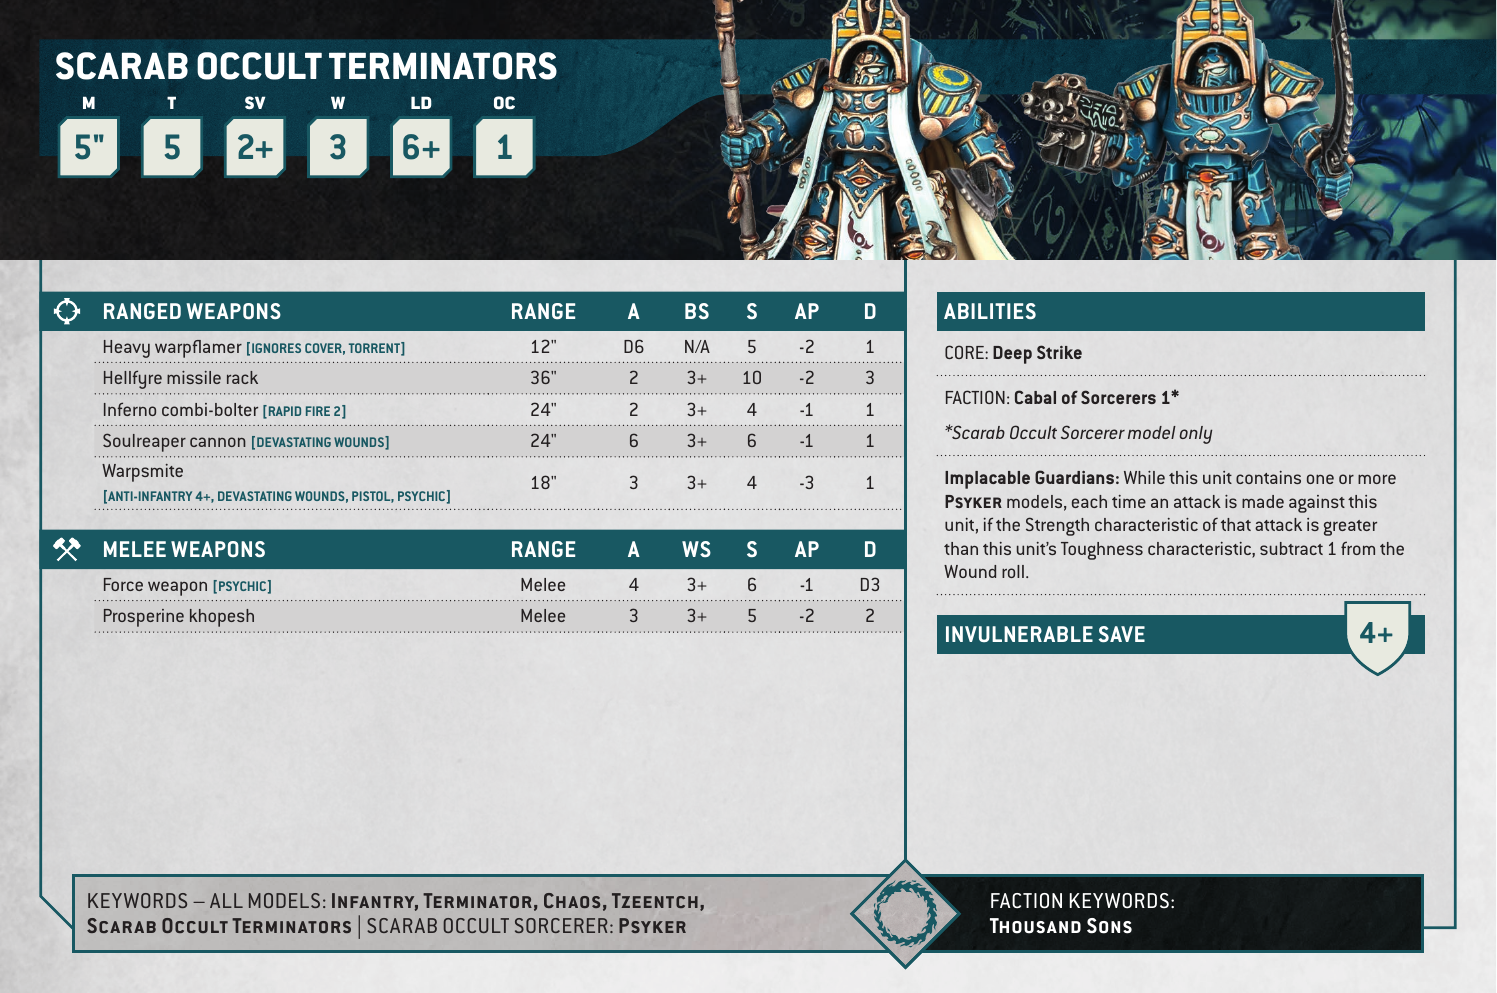 SCARAB OCCULT TERMINATORS
M T SV W LD OC
5" 5 2+ 3 6+ 1
RANGED WEAPONS RANGE A BS S AP D
Heavy warpflamer [IGNORES COVER, TORRENT] 12" D6 N/A 5 -2 1
Hellfyre missile rack 36" 2 3+ 10 -2 3
Inferno combi-bolter [RAPID FIRE 2] 24" 2 3+ 4 -1 1
Soulreaper cannon [DEVASTATING WOUNDS] 24" 6 3+ 6 -1 1
Warpsmite
[ANTI-INFANTRY 4+, DEVASTATING WOUNDS, PISTOL, PSYCHIC] 18" 3 3+ 4 -3 1
MELEE WEAPONS RANGE A WS S AP D
Force weapon [PSYCHIC] Melee 4 3+ 6 -1 D3
Prosperine khopesh Melee 3 3+ 5 -2 2
ABILITIES
CORE: Deep Strike
FACTION: Cabal of Sorcerers 1*
*Scarab Occult Sorcerer model only
Implacable Guardians: While this unit contains one or more
PSYKER models, each time an attack is made against this
unit, if the Strength characteristic of that attack is greater
than this unit's Toughness characteristic, subtract 1 from the
Wound roll.
INVULNERABLE SAVE 4+
KEYWORDS – ALL MODELS: INFANTRY, TERMINATOR, CHAOS, TZEENTCH,
SCARAB OCCULT TERMINATORS | SCARAB OCCULT SORCERER: PSYKER
FACTION KEYWORDS:
THOUSAND SONS